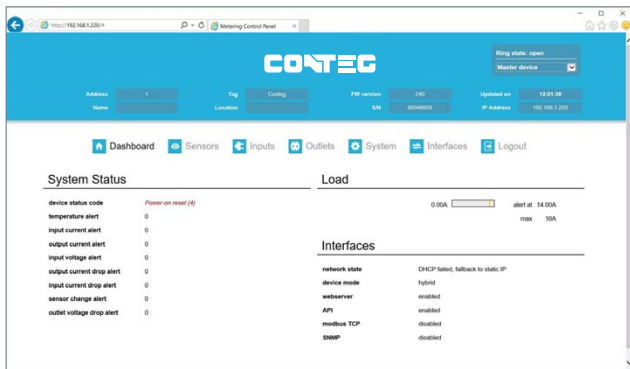 http://192.168.1.220/# Metering Control Panel
CONTEG
Ring state: open
Master device
Address 1 Tag Conteg FW version 240 Updated on 12:01:28
Name Location S/N IP Address 192.168.1.220
Dashboard Sensors Inputs Outlets System Interfaces Logout
System Status Load
device status code Power-on reset (4) 0.00A alert at 14.00A
temperature alert 0 max 16A
input current alert 0
output current alert 0 Interfaces
input voltage alert 0
output current drop alert 0 network state DHCP failed, fallback to static IP
input current drop alert 0 device mode hybrid
sensor change alert 0 webserver enabled
outlet voltage drop alert 0 API enabled
modbus TCP disabled
SNMP disabled